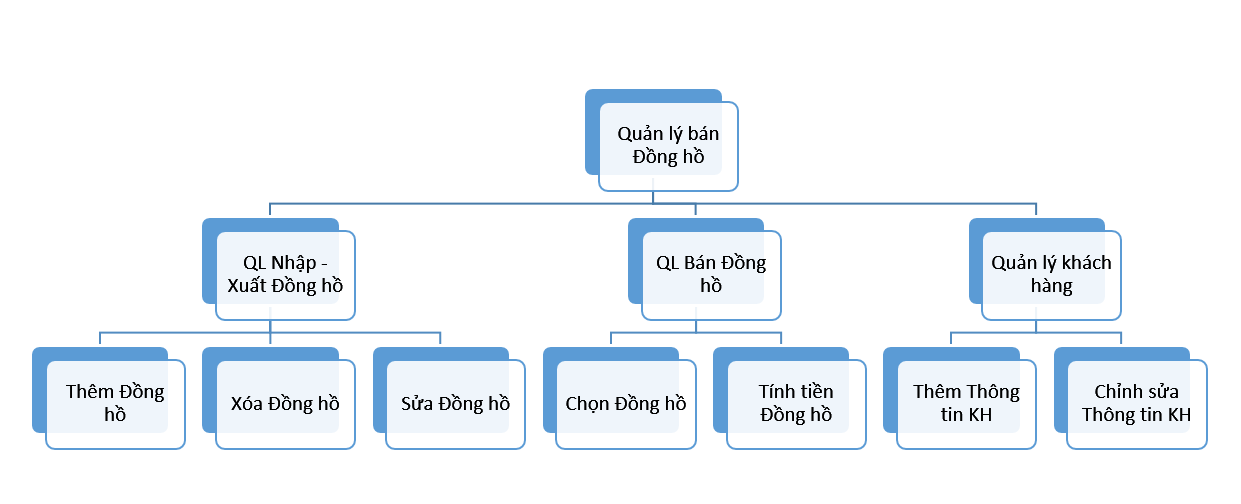 Quản lý bán
Đồng hồ
QL Nhập -
Xuất Đồng hồ
QL Bán Đồng
hồ
Quản lý khách
hàng
Thêm Đồng
hồ
Xóa Đồng hồ
Sửa Đồng hồ
Chọn Đồng hồ
Tính tiền
Đồng hồ
Thêm Thông
tin KH
Chỉnh sửa
Thông tin KH